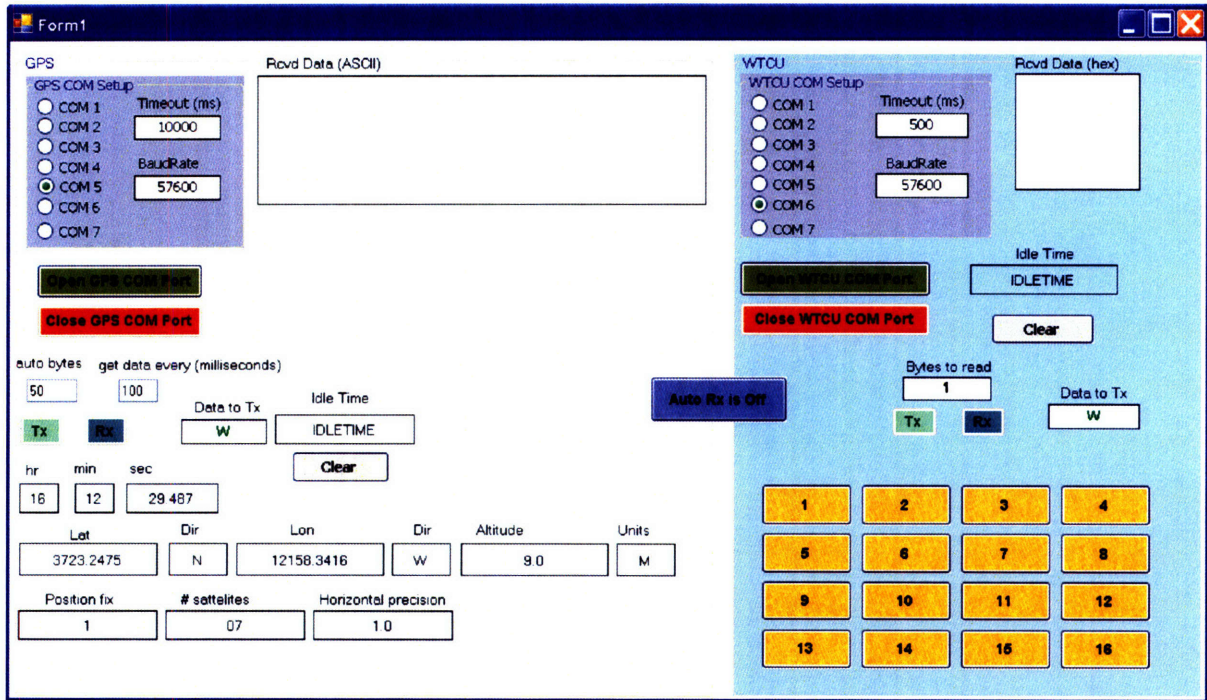 Form1
GPS
GPS COM Setup
COM 1
COM 2
COM 3
COM 4
COM 5
COM 6
COM 7
Timeout (ms)
10000
BaudRate
57600
Rcvd Data (ASCII)
Open GPS COM Port
Close GPS COM Port
auto bytes
get data every (milliseconds)
50
100
Tx
Rx
Data to Tx
W
Idle Time
IDLETIME
Clear
hr
min
sec
16
12
29.487
Lat
Dir
Lon
Dir
Altitude
Units
3723.2475
N
12158.3416
W
9.0
M
Position fix
# sattelites
Horizontal precision
1
07
1.0
Auto Rx is Off
WTCU
WTCU COM Setup
COM 1
COM 2
COM 3
COM 4
COM 5
COM 6
COM 7
Timeout (ms)
500
BaudRate
57600
Rcvd Data (hex)
Open WTCU COM Port
Close WTCU COM Port
Idle Time
IDLETIME
Clear
Bytes to read
1
Tx
Rx
Data to Tx
W
1
2
3
4
5
6
7
8
9
10
11
12
13
14
15
16